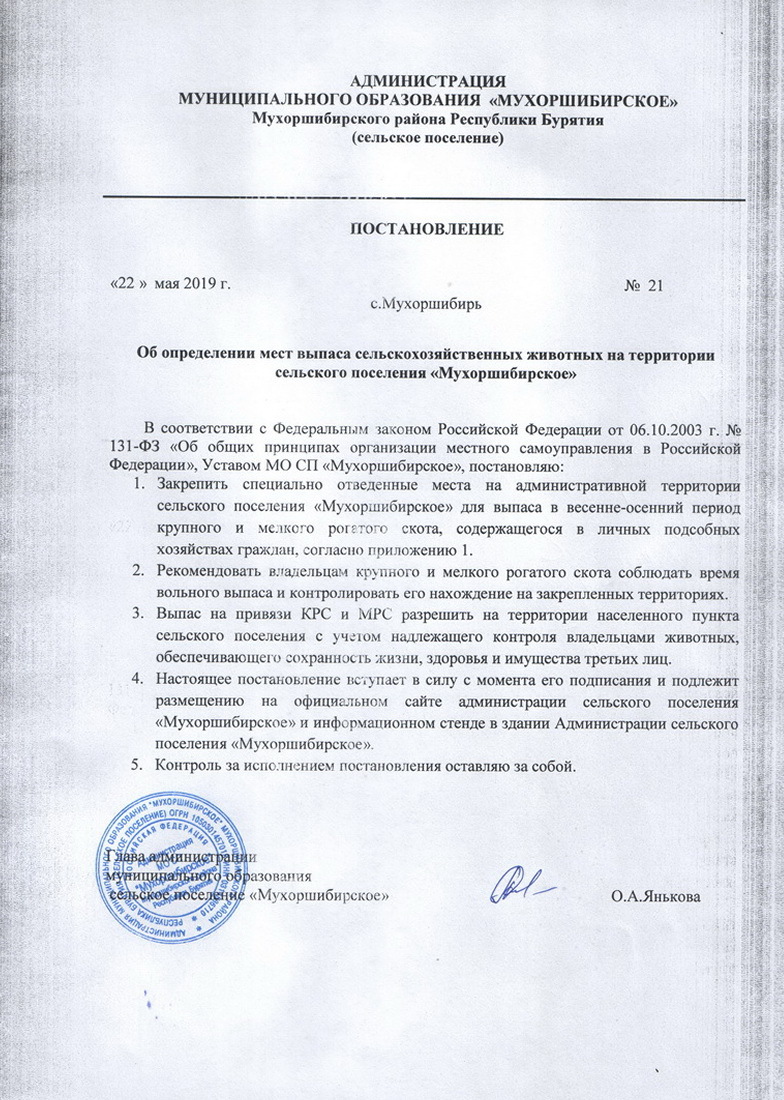 АДМИНИСТРАЦИЯ
МУНИЦИПАЛЬНОГО ОБРАЗОВАНИЯ «МУХОРШИБИРСКОЕ»
Мухоршибирского района Республики Бурятия
(сельское поселение)
ПОСТАНОВЛЕНИЕ
«22 » мая 2019 г. № 21
с.Мухоршибирь
Об определении мест выпаса сельскохозяйственных животных на территории
сельского поселения «Мухоршибирское»
В соответствии с Федеральным законом Российской Федерации от 06.10.2003 г. №
131-ФЗ «Об общих принципах организации местного самоуправления в Российской
Федерации», Уставом МО СП «Мухоршибирское», постановляю:
1. Закрепить специально отведенные места на административной территории
сельского поселения «Мухоршибирское» для выпаса в весенне-осенний период
крупного и мелкого рогатого скота, содержащегося в личных подсобных
хозяйствах граждан, согласно приложению 1.
2. Рекомендовать владельцам крупного и мелкого рогатого скота соблюдать время
вольного выпаса и контролировать его нахождение на закрепленных территориях.
3. Выпас на привязи КРС и МРС разрешить на территории населенного пункта
сельского поселения с учетом надлежащего контроля владельцами животных,
обеспечивающего сохранность жизни, здоровья и имущества третьих лиц.
4. Настоящее постановление вступает в силу с момента его подписания и подлежит
размещению на официальном сайте администрации сельского поселения
«Мухоршибирское» и информационном стенде в здании Администрации сельского
поселения «Мухоршибирское».
5. Контроль за исполнением постановления оставляю за собой.
Глава администрации
муниципального образования
сельское поселение «Мухоршибирское» О.А.Янькова
Администрация
"Мухоршибирское"
Мухоршибирского района
Республики Бурятия